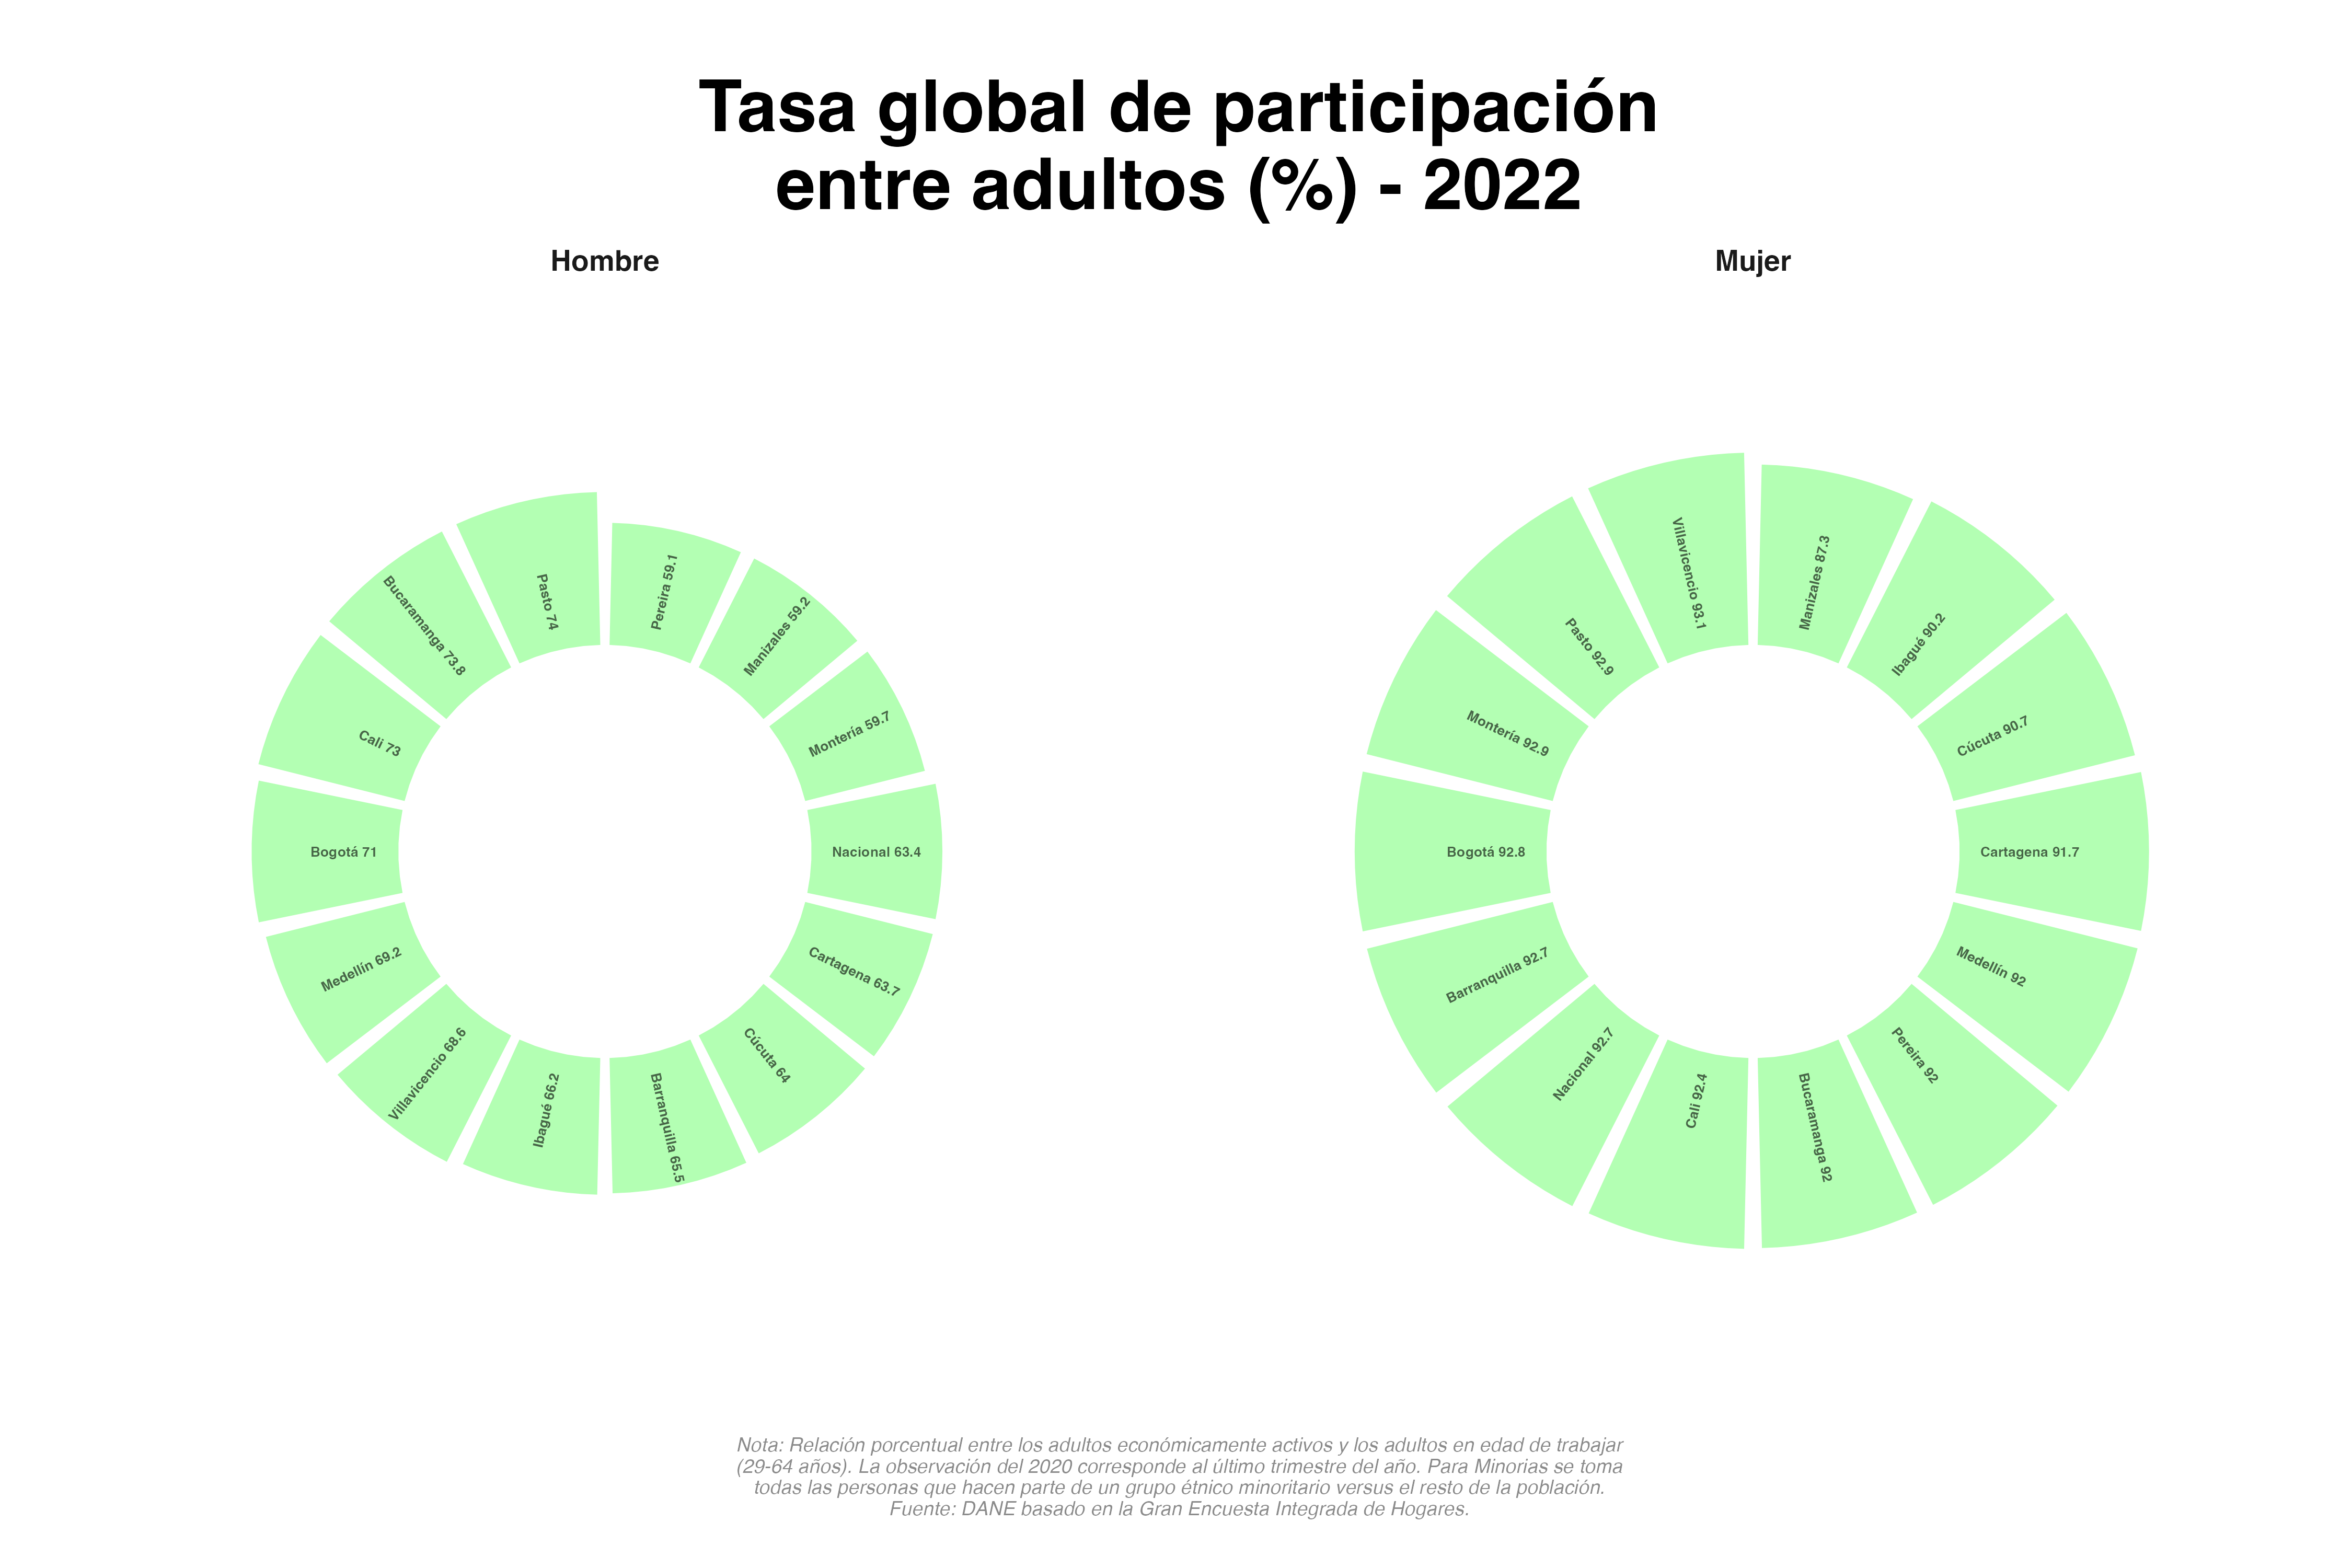 Tasa global de participación
entre adultos (%) - 2022
Hombre
Pereira 59.1
Manizales 59.2
Montería 59.7
Nacional 63.4
Cartagena 63.7
Cúcuta 64
Barranquilla 65.5
Ibagué 66.2
Villavicencio 68.6
Medellín 69.2
Bogotá 71
Cali 73
Bucaramanga 73.8
Pasto 74
Mujer
Manizales 87.3
Ibagué 90.2
Cúcuta 90.7
Cartagena 91.7
Medellín 92
Pereira 92
Bucaramanga 92
Cali 92.4
Nacional 92.7
Barranquilla 92.7
Bogotá 92.8
Montería 92.9
Pasto 92.9
Villavicencio 93.1
Nota: Relación porcentual entre los adultos económicamente activos y los adultos en edad de trabajar
(29-64 años). La observación del 2020 corresponde al último trimestre del año. Para Minorias se toma
todas las personas que hacen parte de un grupo étnico minoritario versus el resto de la población.
Fuente: DANE basado en la Gran Encuesta Integrada de Hogares.